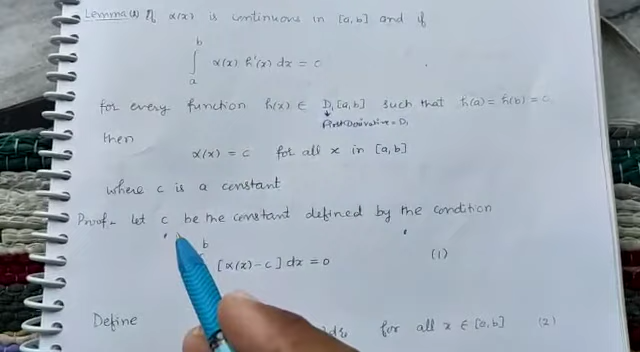 Lemma(1) If α(x) is continuous in [a,b] and if
b
∫ α(x) h'(x) dx = 0
a
for every function h(x) ∈ D₁[a,b] such that h(a) = h(b) = 0
First Derivative = D₁
then
α(x) = c for all x in [a,b]
where c is a constant
Proof - let c be the constant defined by the condition
b
[α(x) - c] dx = 0 (1)
Define for all x ∈ [a,b] (2)